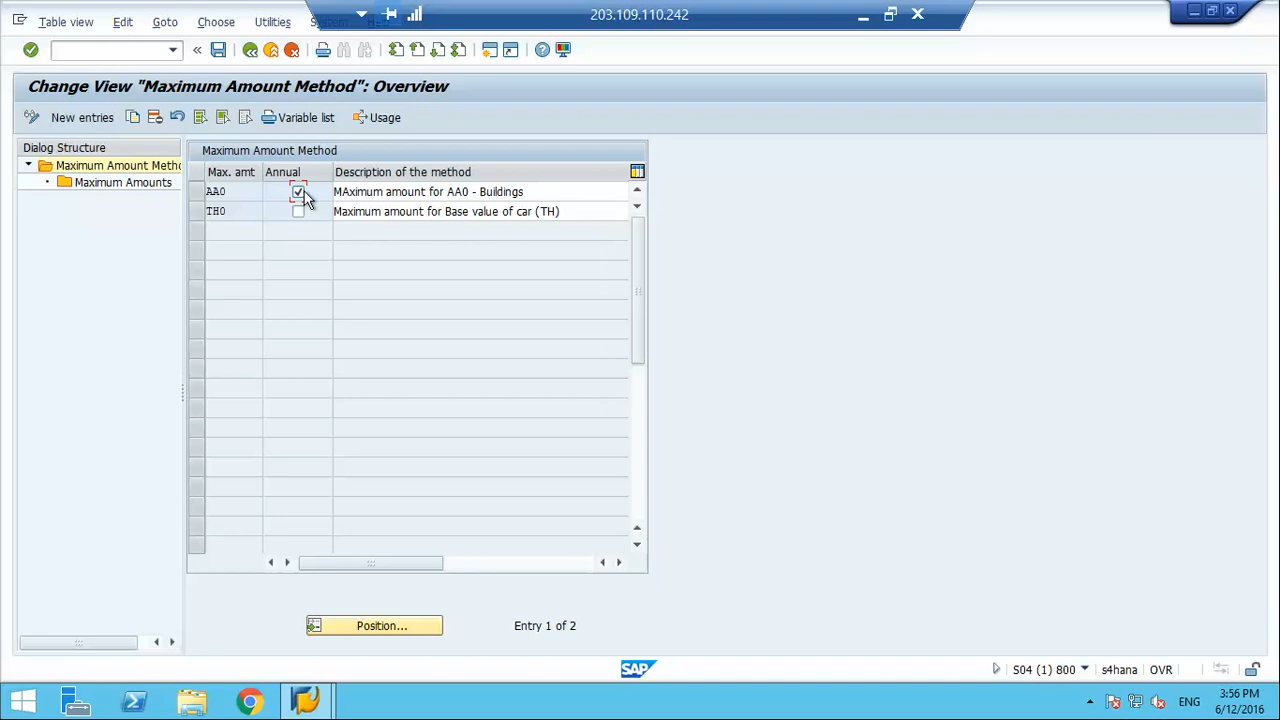 203.109.110.242
Table view Edit Goto Choose Utilities
Change View "Maximum Amount Method": Overview
New entries Variable list Usage
Dialog Structure
Maximum Amount Metho
Maximum Amounts
Maximum Amount Method
Max. amt Annual Description of the method
AA0 MAximum amount for AA0 - Buildings
TH0 Maximum amount for Base value of car (TH)
Position... Entry 1 of 2
SAP
S04 (1) 800 s4hana OVR
ENG
3:56 PM
6/12/2016